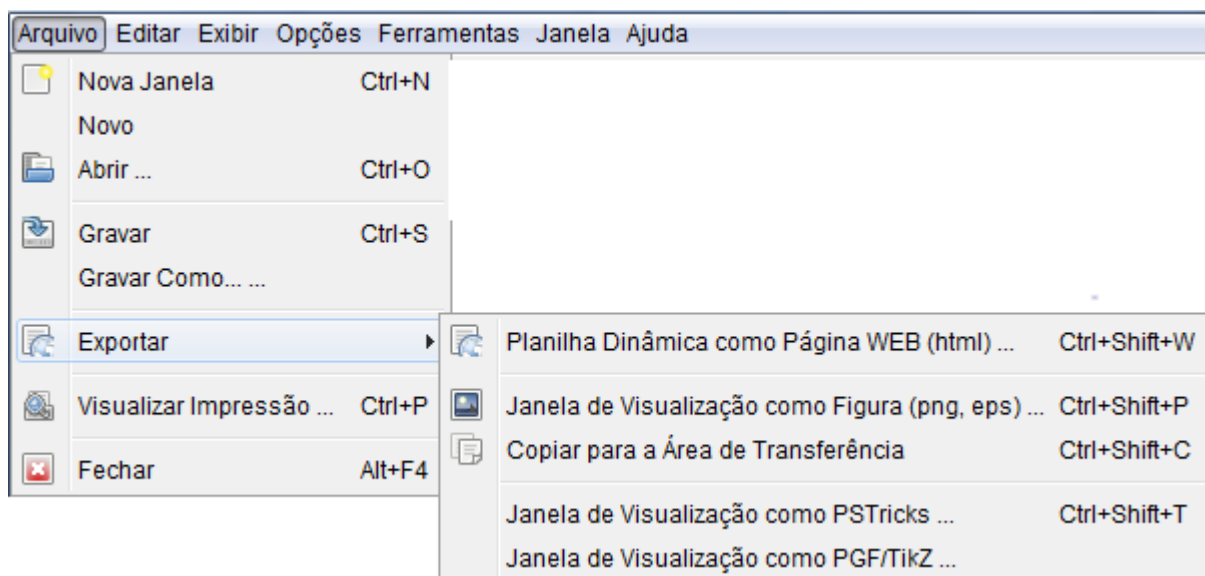 Arquivo Editar Exibir Opções Ferramentas Janela Ajuda
Nova Janela Ctrl+N
Novo
Abrir ... Ctrl+O
Gravar Ctrl+S
Gravar Como... ...
Exportar
Planilha Dinâmica como Página WEB (html) ... Ctrl+Shift+W
Visualizar Impressão ... Ctrl+P
Janela de Visualização como Figura (png, eps) ... Ctrl+Shift+P
Copiar para a Área de Transferência Ctrl+Shift+C
Fechar Alt+F4
Janela de Visualização como PSTricks ... Ctrl+Shift+T
Janela de Visualização como PGF/TikZ ...